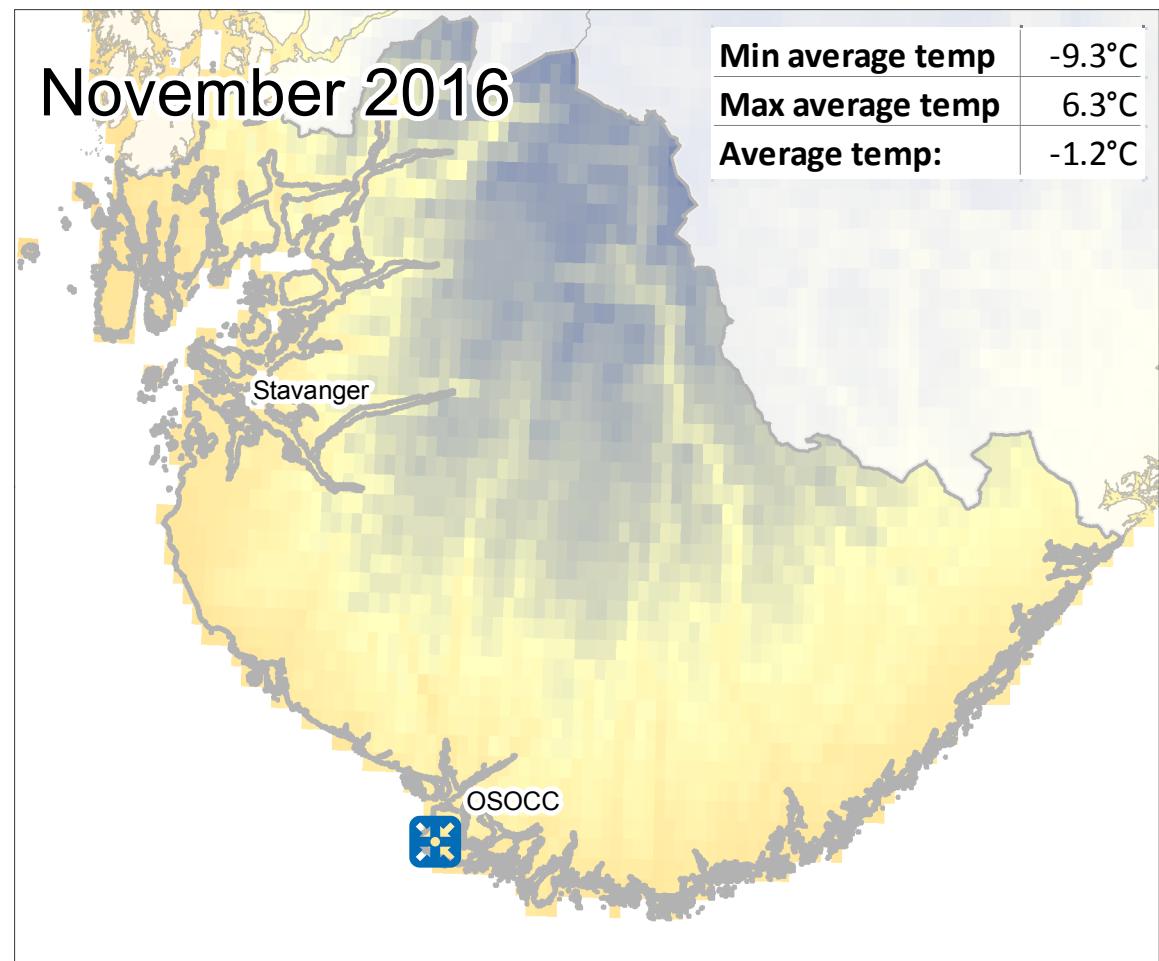 November 2016
Min average temp -9.3°C
Max average temp 6.3°C
Average temp: -1.2°C
Stavanger
OSOCC